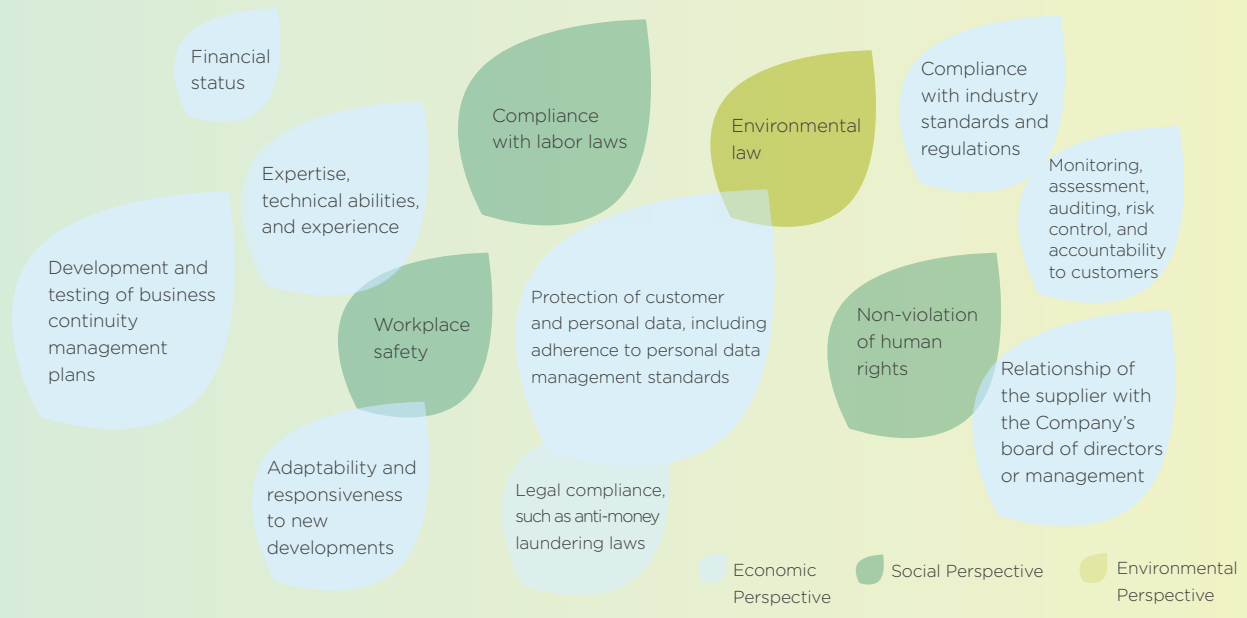 Financial
status
Expertise,
technical abilities,
and experience
Development and
testing of business
continuity
management
plans
Compliance
with labor laws
Workplace
safety
Adaptability and
responsiveness
to new
developments
Environmental
law
Protection of customer
and personal data, including
adherence to personal data
management standards
Legal compliance,
such as anti-money
laundering laws
Compliance
with industry
standards and
regulations
Monitoring,
assessment,
auditing, risk
control, and
accountability
to customers
Non-violation
of human
rights
Relationship of
the supplier with
the Company's
board of directors
or management
Economic
Perspective
Social Perspective
Environmental
Perspective